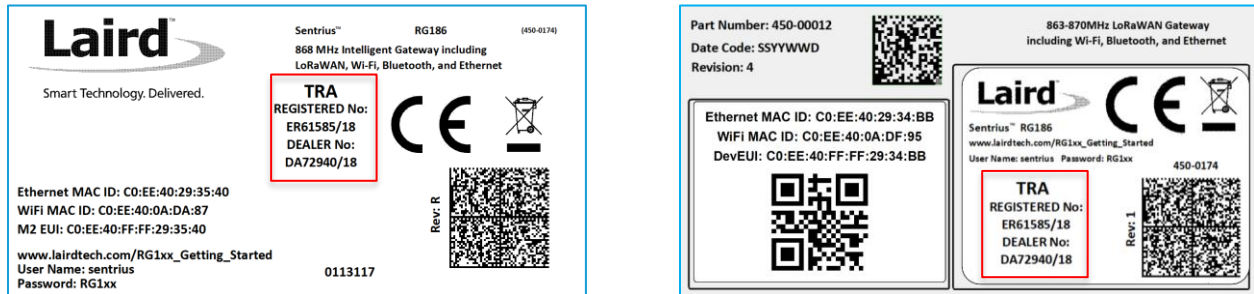 Laird
Smart Technology. Delivered.
Sentrius™ RG186 (450-0174)
868 MHz Intelligent Gateway including
LoRaWAN, Wi-Fi, Bluetooth, and Ethernet
TRA
REGISTERED No:
ER61585/18
DEALER No:
DA72940/18
CE
Ethernet MAC ID: C0:EE:40:29:35:40
WiFi MAC ID: C0:EE:40:0A:DA:87
M2 EUI: C0:EE:40:FF:FF:29:35:40
www.lairdtech.com/RG1xx_Getting_Started
User Name: sentrius
Password: RG1xx
0113117
Rev: R
Part Number: 450-00012
Date Code: SSYYWWD
Revision: 4
863-870MHz LoRaWAN Gateway
including Wi-Fi, Bluetooth, and Ethernet
Ethernet MAC ID: C0:EE:40:29:34:BB
WiFi MAC ID: C0:EE:40:0A:DF:95
DevEUI: C0:EE:40:FF:FF:29:34:BB
Laird
CE
Sentrius™ RG186
www.lairdtech.com/RG1xx_Getting_Started
User Name: sentrius Password: RG1xx
450-0174
TRA
REGISTERED No:
ER61585/18
DEALER No:
DA72940/18
Rev: 1